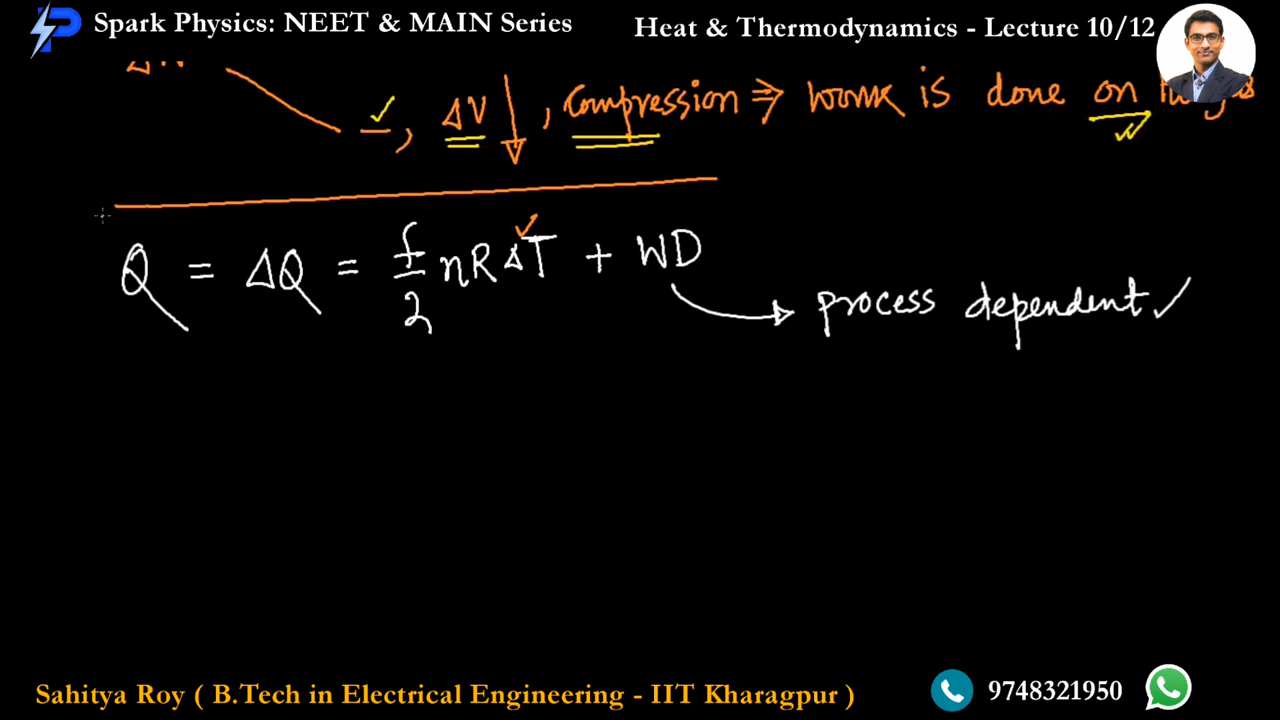 Spark Physics: NEET & MAIN Series
Heat & Thermodynamics - Lecture 10/12
−, ΔV ↓, Compression ⇒ Work is done on
Q = ΔQ = f/2 nRΔT + WD
process dependent ✓
Sahitya Roy ( B.Tech in Electrical Engineering - IIT Kharagpur )
9748321950